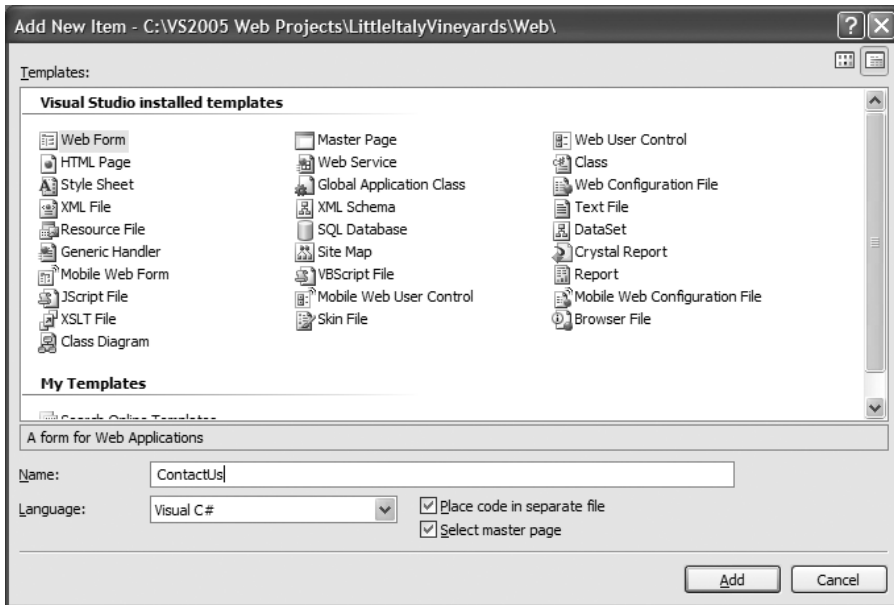 Add New Item - C:\VS2005 Web Projects\LittleItalyVineyards\Web\
Templates:
Visual Studio installed templates
Web Form
Master Page
Web User Control
HTML Page
Web Service
Class
Style Sheet
Global Application Class
Web Configuration File
XML File
XML Schema
Text File
Resource File
SQL Database
DataSet
Generic Handler
Site Map
Crystal Report
Mobile Web Form
VBScript File
Report
JScript File
Mobile Web User Control
Mobile Web Configuration File
XSLT File
Skin File
Browser File
Class Diagram
My Templates
Search Online Templates
A form for Web Applications
Name: ContactUs
Language: Visual C#
Place code in separate file
Select master page
Add
Cancel